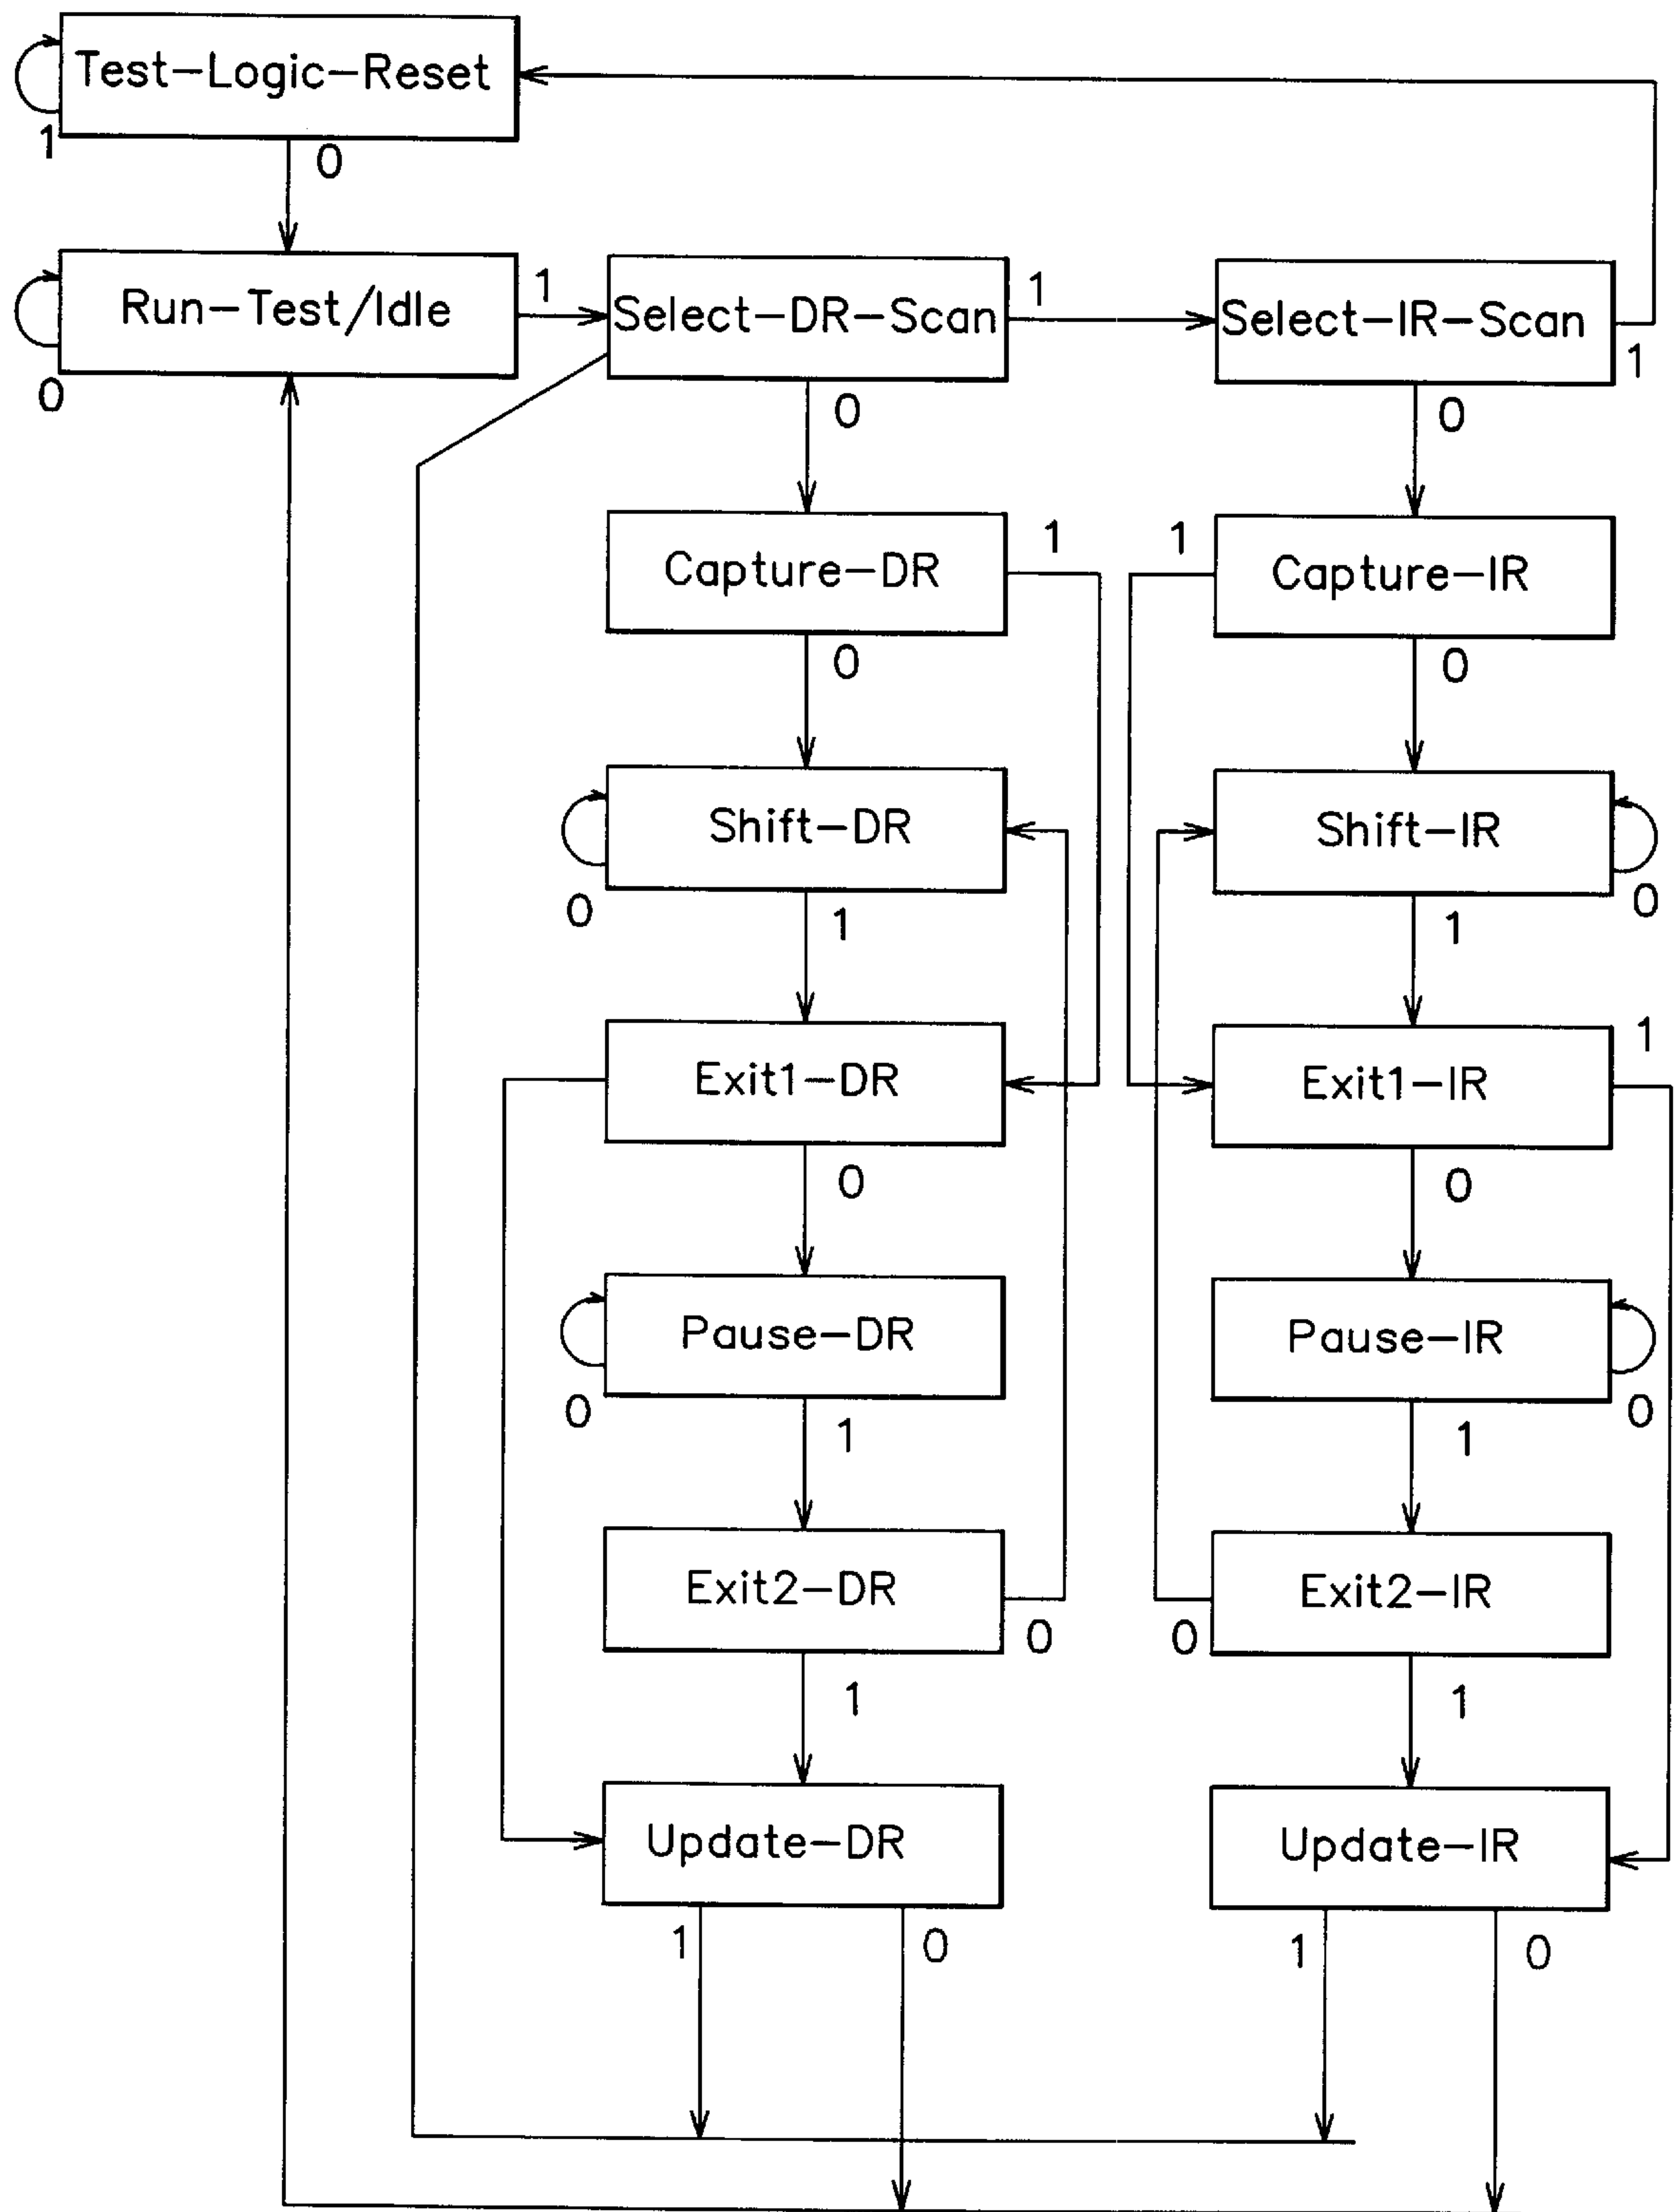 Test-Logic-Reset
1
0
Run-Test/Idle
1
Select-DR-Scan
1
Select-IR-Scan
1
0
0
0
Capture-DR
1
1
Capture-IR
0
0
Shift-DR
Shift-IR
0
1
1
0
Exit1-DR
Exit1-IR
1
0
0
Pause-DR
Pause-IR
0
1
1
0
Exit2-DR
0
0
Exit2-IR
1
1
Update-DR
Update-IR
1
0
1
0